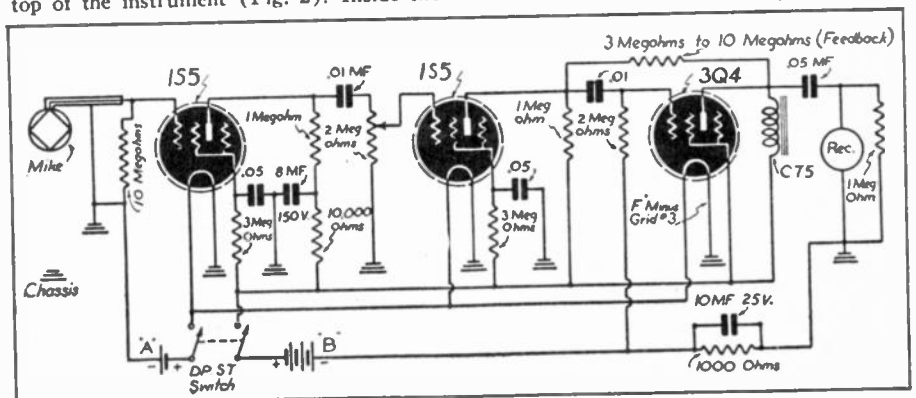 top of the instrument (Fig. 2). Inside
3 Megohms to 10 Megohms (Feedback)
1S5
.01 MF
1S5
.01
3Q4
.05 MF
1 Megohm
2 Meg
ohms
1 Meg
ohm
2 Meg
ohms
Mike
10 Megohms
.05
8 MF
150 V.
.05
Rec.
C75
1 Meg
Ohm
3 Meg
Ohms
10,000
Ohms
3 Meg
Ohms
F" Minus
Grid #3
Chassis
"A"
- +
DP ST
Switch
"B"
+ -
10 MF 25 V.
1000 Ohms